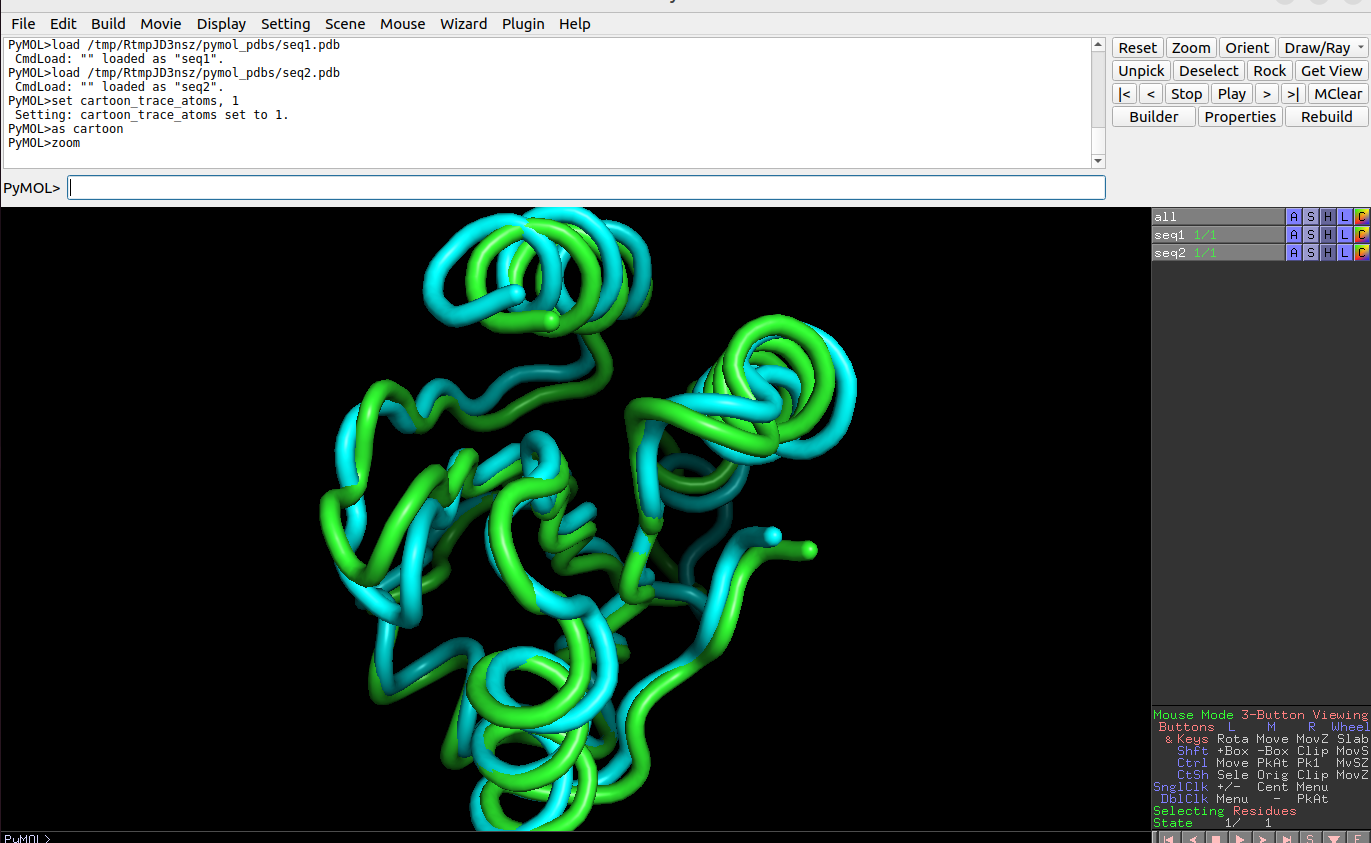 File Edit Build Movie Display Setting Scene Mouse Wizard Plugin Help
PyMOL>load /tmp/RtmpJD3nsz/pymol_pdbs/seq1.pdb
CmdLoad: "" loaded as "seq1".
PyMOL>load /tmp/RtmpJD3nsz/pymol_pdbs/seq2.pdb
CmdLoad: "" loaded as "seq2".
PyMOL>set cartoon_trace_atoms, 1
Setting: cartoon_trace_atoms set to 1.
PyMOL>as cartoon
PyMOL>zoom
PyMOL>
Reset Zoom Orient Draw/Ray
Unpick Deselect Rock Get View
|< < Stop Play > >| MClear
Builder Properties Rebuild
all A S H L C
seq1 1/1 A S H L C
seq2 1/1 A S H L C
Mouse Mode 3-Button Viewing
Buttons L M R Wheel
& Keys Rota Move MovZ Slab
Shft +Box -Box Clip MovS
Ctrl Move PkAt Pk1 MvSZ
CtSh Sele Orig Clip MovZ
SnglClk +/- Cent Menu
DblClk Menu - PkAt
Selecting Residues
State 1/ 1
PyMOL>
S F